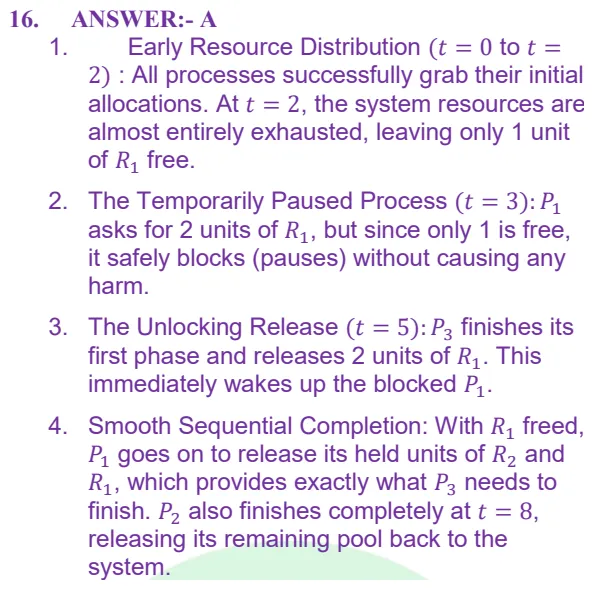 16. ANSWER:- A
1. Early Resource Distribution (t = 0 to t =
2) : All processes successfully grab their initial
allocations. At t = 2, the system resources are
almost entirely exhausted, leaving only 1 unit
of R₁ free.
2. The Temporarily Paused Process (t = 3): P₁
asks for 2 units of R₁, but since only 1 is free,
it safely blocks (pauses) without causing any
harm.
3. The Unlocking Release (t = 5): P₃ finishes its
first phase and releases 2 units of R₁. This
immediately wakes up the blocked P₁.
4. Smooth Sequential Completion: With R₁ freed,
P₁ goes on to release its held units of R₂ and
R₁, which provides exactly what P₃ needs to
finish. P₂ also finishes completely at t = 8,
releasing its remaining pool back to the
system.